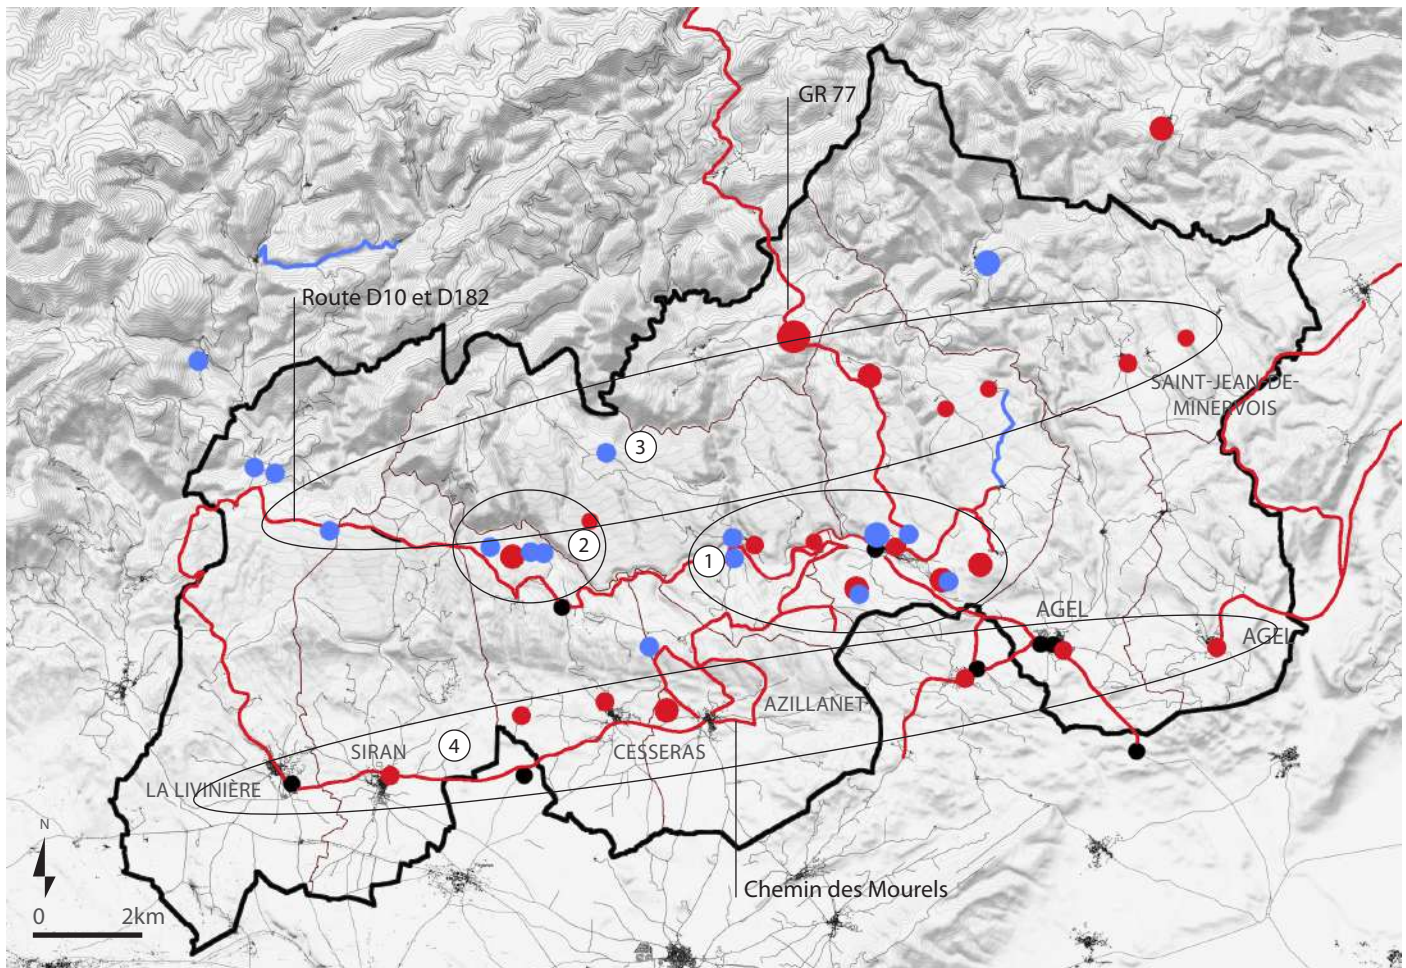 GR 77
Route D10 et D182
SAINT-JEAN-DE-
MINERVOIS
3
2
1
AGEL
AGEL
AZILLANET
SIRAN
4
CESSERAS
LA LIVINIÈRE
N
Chemin des Mourels
0 2km